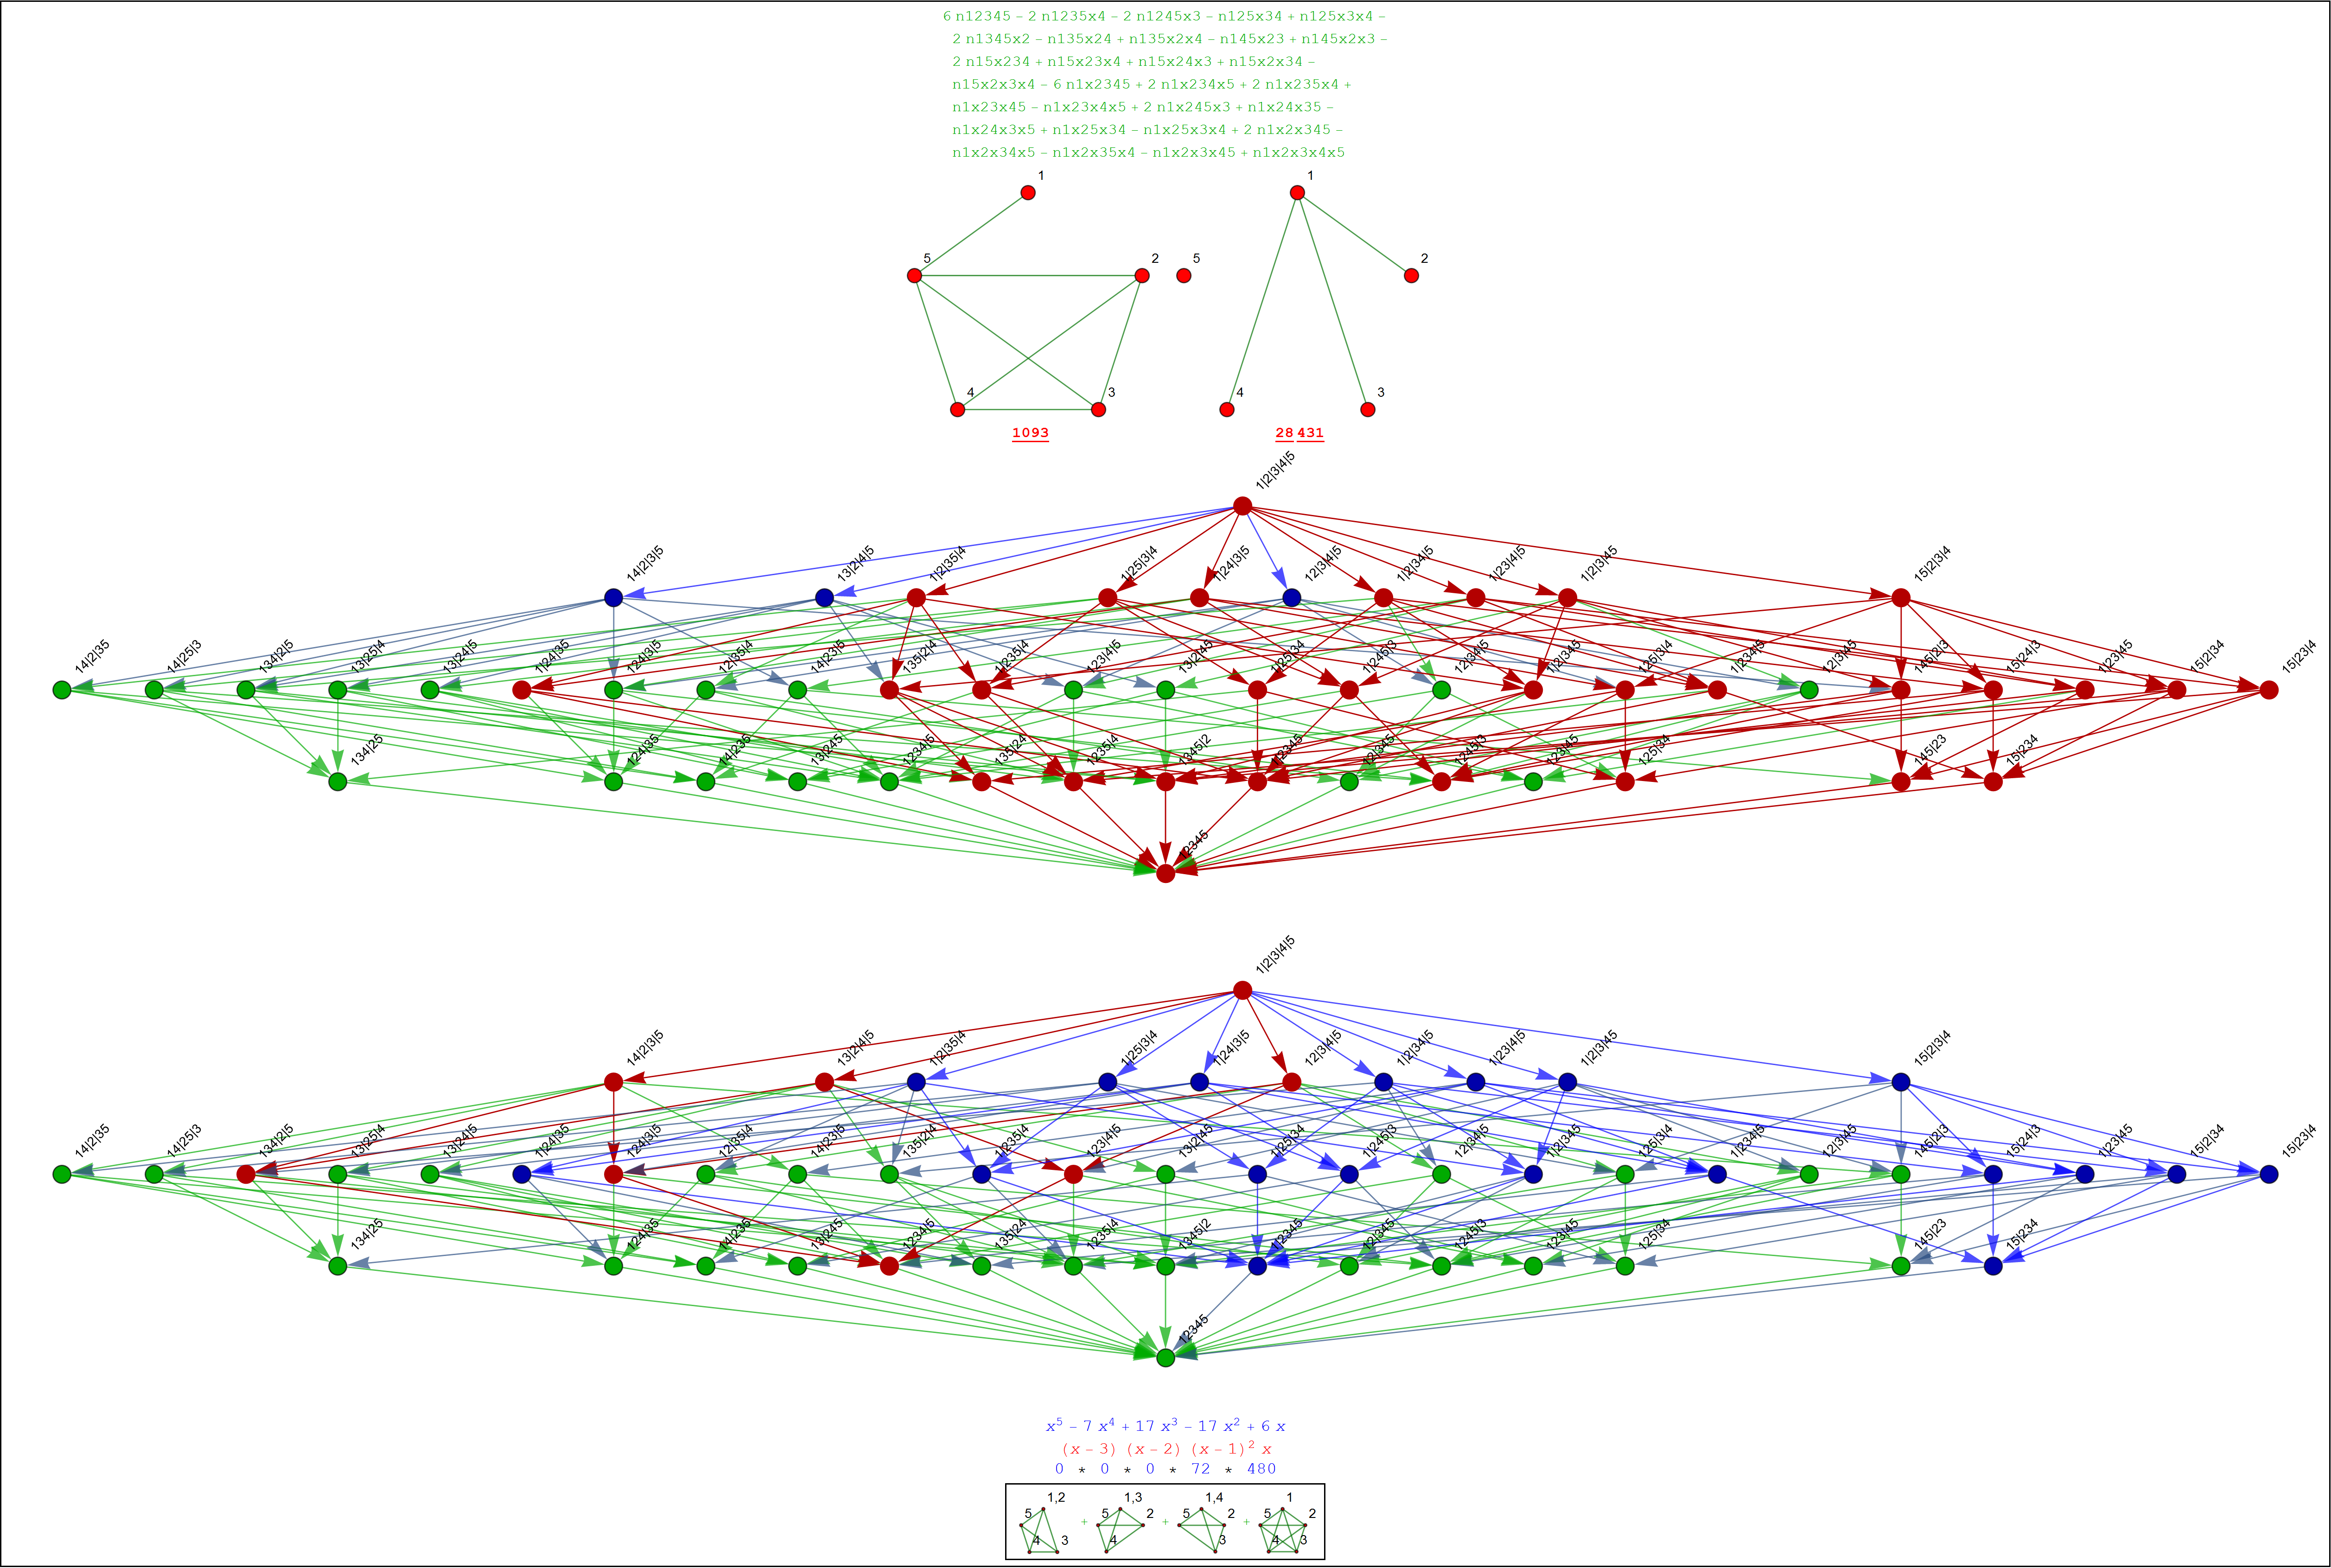 6 n12345 − 2 n1235x4 − 2 n1245x3 − n125x34 + n125x3x4 −
2 n1345x2 − n135x24 + n135x2x4 − n145x23 + n145x2x3 −
2 n15x234 + n15x23x4 + n15x24x3 + n15x2x34 −
n15x2x3x4 − 6 n1x2345 + 2 n1x234x5 + 2 n1x235x4 +
n1x23x45 − n1x23x4x5 + 2 n1x245x3 + n1x24x35 −
n1x24x3x5 + n1x25x34 − n1x25x3x4 + 2 n1x2x345 −
n1x2x34x5 − n1x2x35x4 − n1x2x3x45 + n1x2x3x4x5
1 1
5 2 5 2
4 3 4 3
1093 28 431
1|2|3|4|5
14|2|3|5 13|2|4|5 1|2|35|4 1|25|3|4 1|24|3|5 12|3|4|5 1|2|34|5 1|23|4|5 1|2|3|45 15|2|3|4
14|2|35 14|25|3 134|2|5 13|25|4 13|24|5 1|24|35 124|3|5 12|35|4 14|23|5 135|2|4 1|235|4 123|4|5 13|2|45 1|25|34 1|245|3 12|34|5 1|2|345 125|3|4 1|234|5 12|3|45 145|2|3 15|24|3 1|23|45 15|2|34 15|23|4
134|25 124|35 14|235 13|245 1234|5 135|24 1235|4 1345|2 1|2345 12|345 1245|3 123|45 125|34 145|23 15|234
12345
1|2|3|4|5
14|2|3|5 13|2|4|5 1|2|35|4 1|25|3|4 1|24|3|5 12|3|4|5 1|2|34|5 1|23|4|5 1|2|3|45 15|2|3|4
14|2|35 14|25|3 134|2|5 13|25|4 13|24|5 1|24|35 124|3|5 12|35|4 14|23|5 135|2|4 1|235|4 123|4|5 13|2|45 1|25|34 1|245|3 12|34|5 1|2|345 125|3|4 1|234|5 12|3|45 145|2|3 15|24|3 1|23|45 15|2|34 15|23|4
134|25 124|35 14|235 13|245 1234|5 135|24 1235|4 1345|2 1|2345 12|345 1245|3 123|45 125|34 145|23 15|234
12345
x⁵ − 7 x⁴ + 17 x³ − 17 x² + 6 x
(x − 3) (x − 2) (x − 1)² x
0 * 0 * 0 * 72 * 480
1,2 1,3 1,4 1
5 5 2 5 2 5 2
+ + +
4 3 4 3 4 3